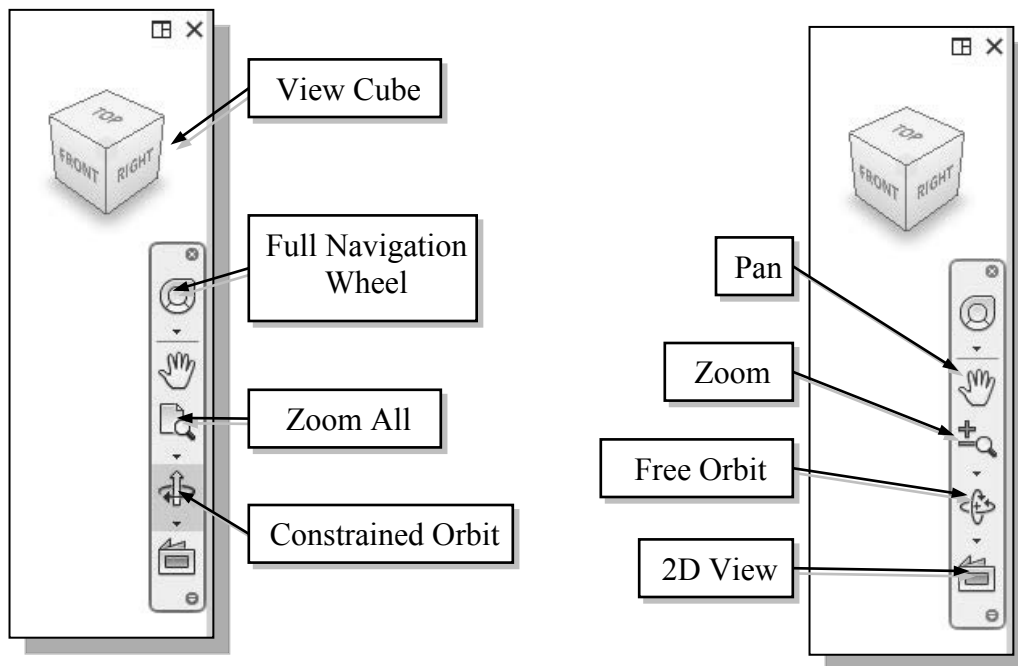 View Cube
TOP
FRONT
RIGHT
Full Navigation
Wheel
Zoom All
Constrained Orbit
TOP
FRONT
RIGHT
Pan
Zoom
Free Orbit
2D View